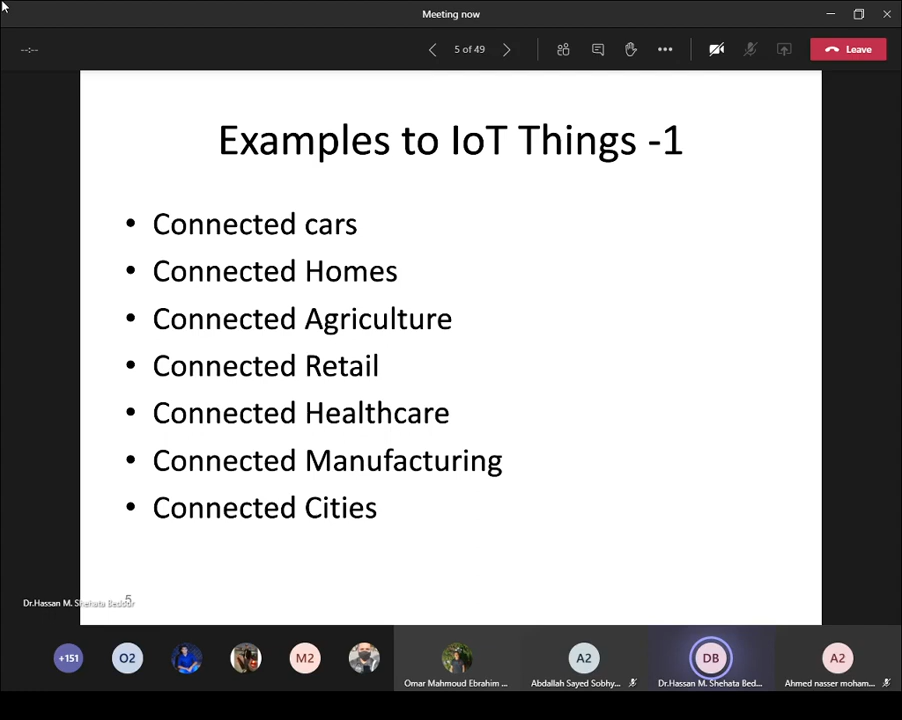 Meeting now
--:--
5 of 49
Leave
Examples to IoT Things -1
• Connected cars
• Connected Homes
• Connected Agriculture
• Connected Retail
• Connected Healthcare
• Connected Manufacturing
• Connected Cities
5
Dr.Hassan M. Shehata Beddur
+151
O2
M2
A2
DB
A2
Omar Mahmoud Ebrahim ...
Abdallah Sayed Sobhy...
Dr.Hassan M. Shehata Bed...
Ahmed nasser moham...